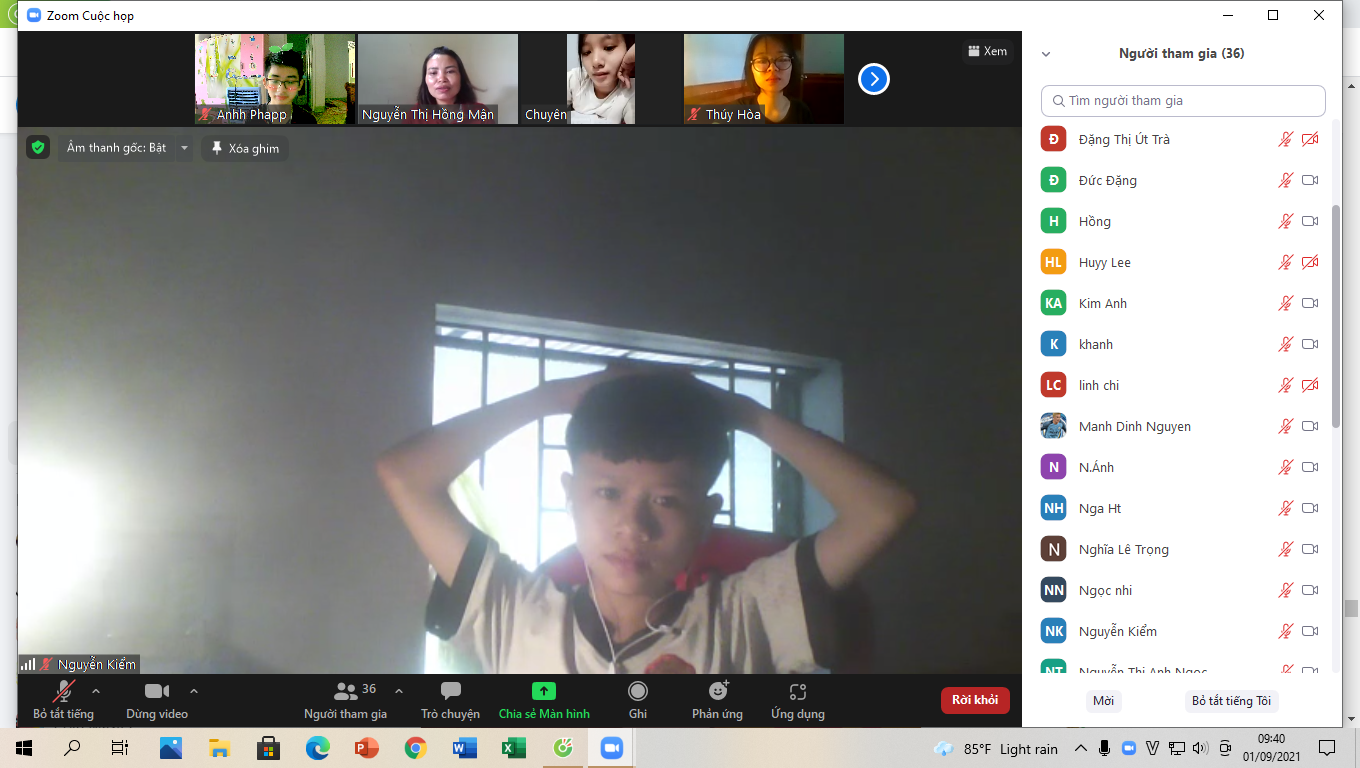 Zoom Cuộc họp
Anhh Phapp
Nguyễn Thị Hồng Mận
Chuyên
Thúy Hòa
Xem
Âm thanh gốc: Bật
Xóa ghim
Nguyễn Kiểm
Người tham gia (36)
Tìm người tham gia
Đ Đặng Thị Út Trà
Đ Đức Đặng
H Hồng
HL Huyy Lee
KA Kim Anh
K khanh
LC linh chi
Manh Dinh Nguyen
N N.Ánh
NH Nga Ht
N Nghĩa Lê Trọng
NN Ngọc nhi
NK Nguyễn Kiểm
NT Nguyễn Thị Anh Ngọc
Mời
Bỏ tắt tiếng Tôi
Bỏ tắt tiếng
Dừng video
36
Người tham gia
Trò chuyện
Chia sẻ Màn hình
Ghi
Phản ứng
Ứng dụng
Rời khỏi
85°F Light rain
09:40
01/09/2021